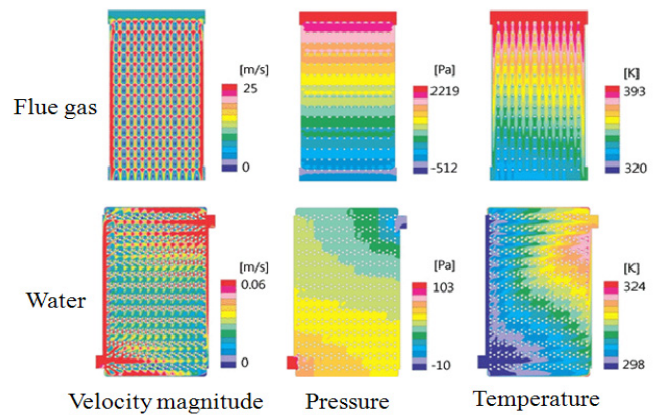 [m/s]
25
0
[Pa]
2219
-512
[K]
393
320
Flue gas
[m/s]
0.06
0
[Pa]
103
-10
[K]
324
298
Water
Velocity magnitude
Pressure
Temperature